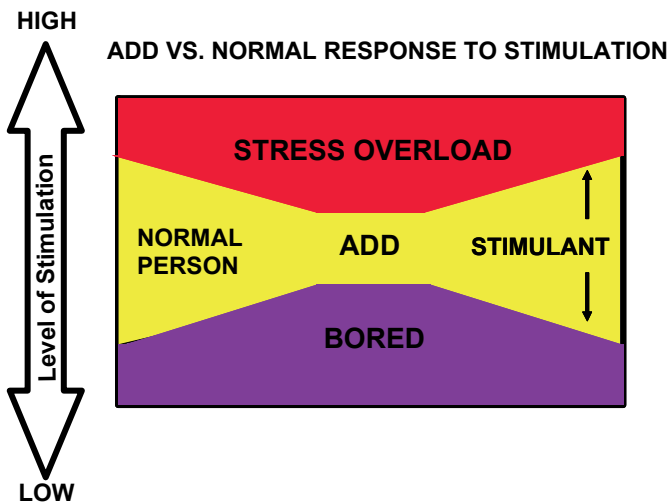 HIGH
ADD VS. NORMAL RESPONSE TO STIMULATION
Level of Stimulation
STRESS OVERLOAD
NORMAL
PERSON
ADD
STIMULANT
BORED
LOW